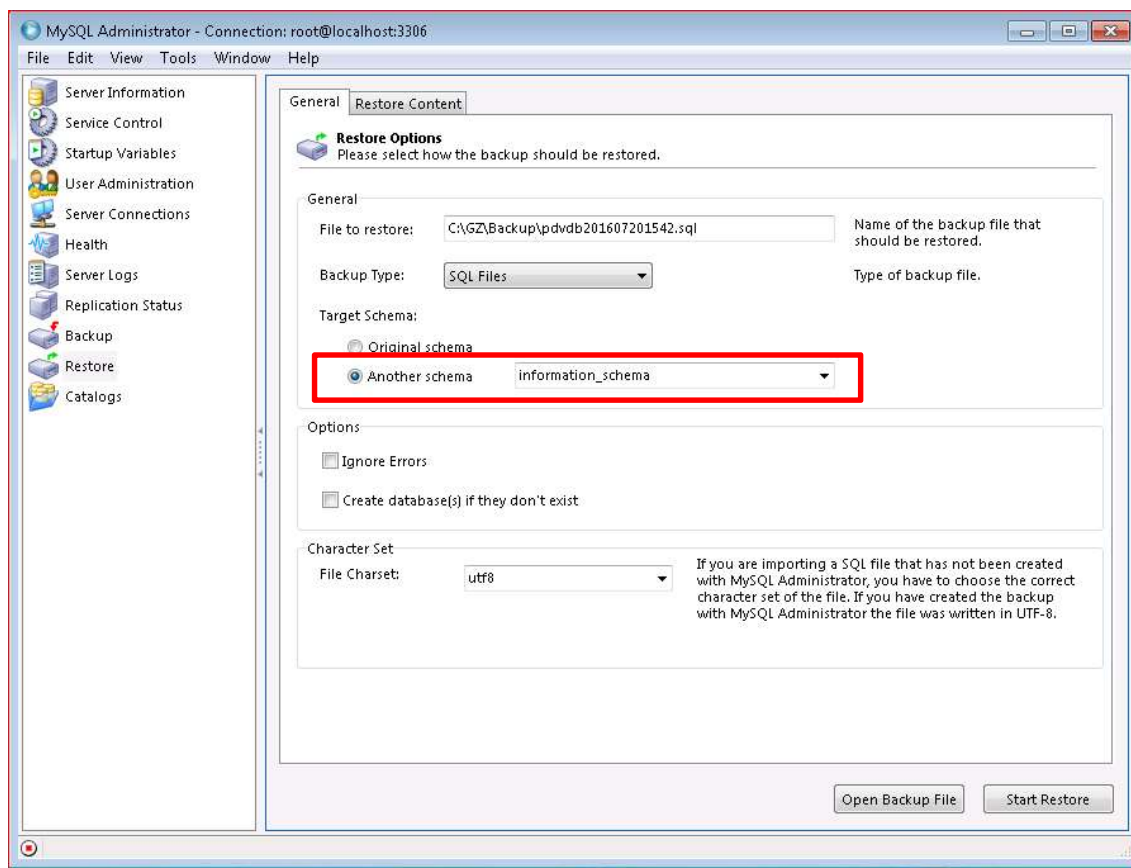 MySQL Administrator - Connection: root@localhost:3306
File Edit View Tools Window Help
Server Information
Service Control
Startup Variables
User Administration
Server Connections
Health
Server Logs
Replication Status
Backup
Restore
Catalogs
General Restore Content
Restore Options
Please select how the backup should be restored.
General
File to restore: C:\GZ\Backup\pdvdb201607201542.sql
Name of the backup file that
should be restored.
Backup Type: SQL Files Type of backup file.
Target Schema:
Original schema
Another schema information_schema
Options
Ignore Errors
Create database(s) if they don't exist
Character Set
File Charset: utf8
If you are importing a SQL file that has not been created
with MySQL Administrator, you have to choose the correct
character set of the file. If you have created the backup
with MySQL Administrator the file was written in UTF-8.
Open Backup File Start Restore